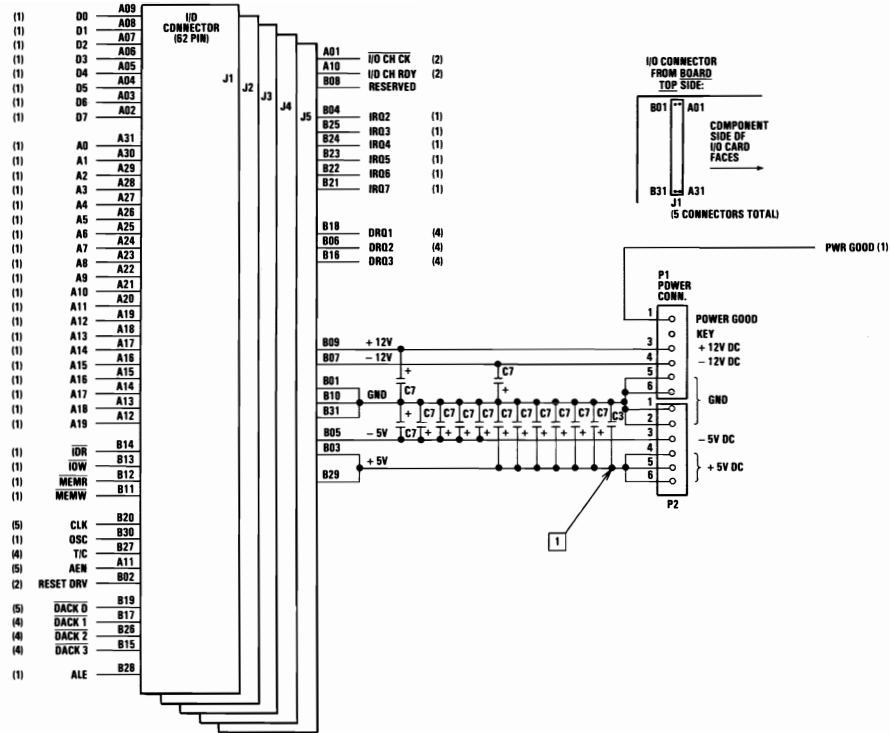 (1) D0 A09
(1) D1 A08
(1) D2 A07
(1) D3 A06
(1) D4 A05
(1) D5 A04
(1) D6 A03
(1) D7 A02
(1) A0 A31
(1) A1 A30
(1) A2 A29
(1) A3 A28
(1) A4 A27
(1) A5 A26
(1) A6 A25
(1) A7 A24
(1) A8 A23
(1) A9 A22
(1) A10 A21
(1) A11 A20
(1) A12 A19
(1) A13 A18
(1) A14 A17
(1) A15 A16
(1) A16 A15
(1) A17 A14
(1) A18 A13
(1) A19 A12
(1) IOR B14
(1) IOW B13
(1) MEMR B12
(1) MEMW B11
(5) CLK B20
(1) OSC B30
(4) T/C B27
(5) AEN A11
(2) RESET DRV B02
(5) DACK 0 B19
(4) DACK 1 B17
(4) DACK 2 B26
(4) DACK 3 B15
(1) ALE B28
I/O
CONNECTOR
(62 PIN)
J1
J2
J3
J4
J5
A01 I/O CH CK (2)
A10 I/O CH RDY (2)
B08 RESERVED
B04 IRQ2 (1)
B25 IRQ3 (1)
B24 IRQ4 (1)
B23 IRQ5 (1)
B22 IRQ6 (1)
B21 IRQ7 (1)
B18 DRQ1 (4)
B06 DRQ2 (4)
B16 DRQ3 (4)
B09 + 12V
B07 – 12V
B01
B10 GND
B31
B05 – 5V
B03
+ 5V
B29
+ C7
C7 +
+ C7 C7 + C7 + C7 + C7 + C7 + C7 + C7 + C7 + C7 + C7 + C3
1
I/O CONNECTOR
FROM BOARD
TOP SIDE:
B01 A01
COMPONENT
SIDE OF
I/O CARD
FACES
B31 A31
J1
(5 CONNECTORS TOTAL)
PWR GOOD (1)
P1
POWER
CONN.
1 POWER GOOD
KEY
3 + 12V DC
4 – 12V DC
5
6
GND
1
2
3 – 5V DC
4
5 + 5V DC
6
P2